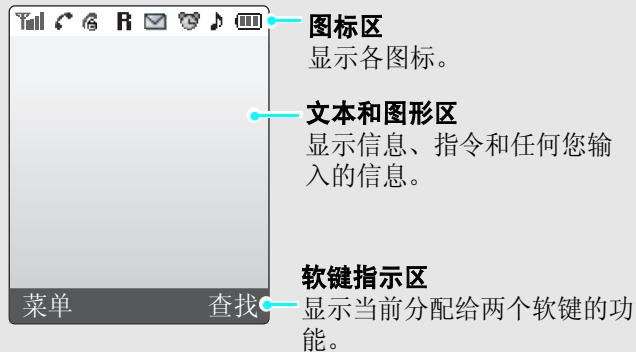 R
图标区
显示各图标。
文本和图形区
显示信息、指令和任何您输
入的信息。
软键指示区
菜单 查找
显示当前分配给两个软键的功
能。